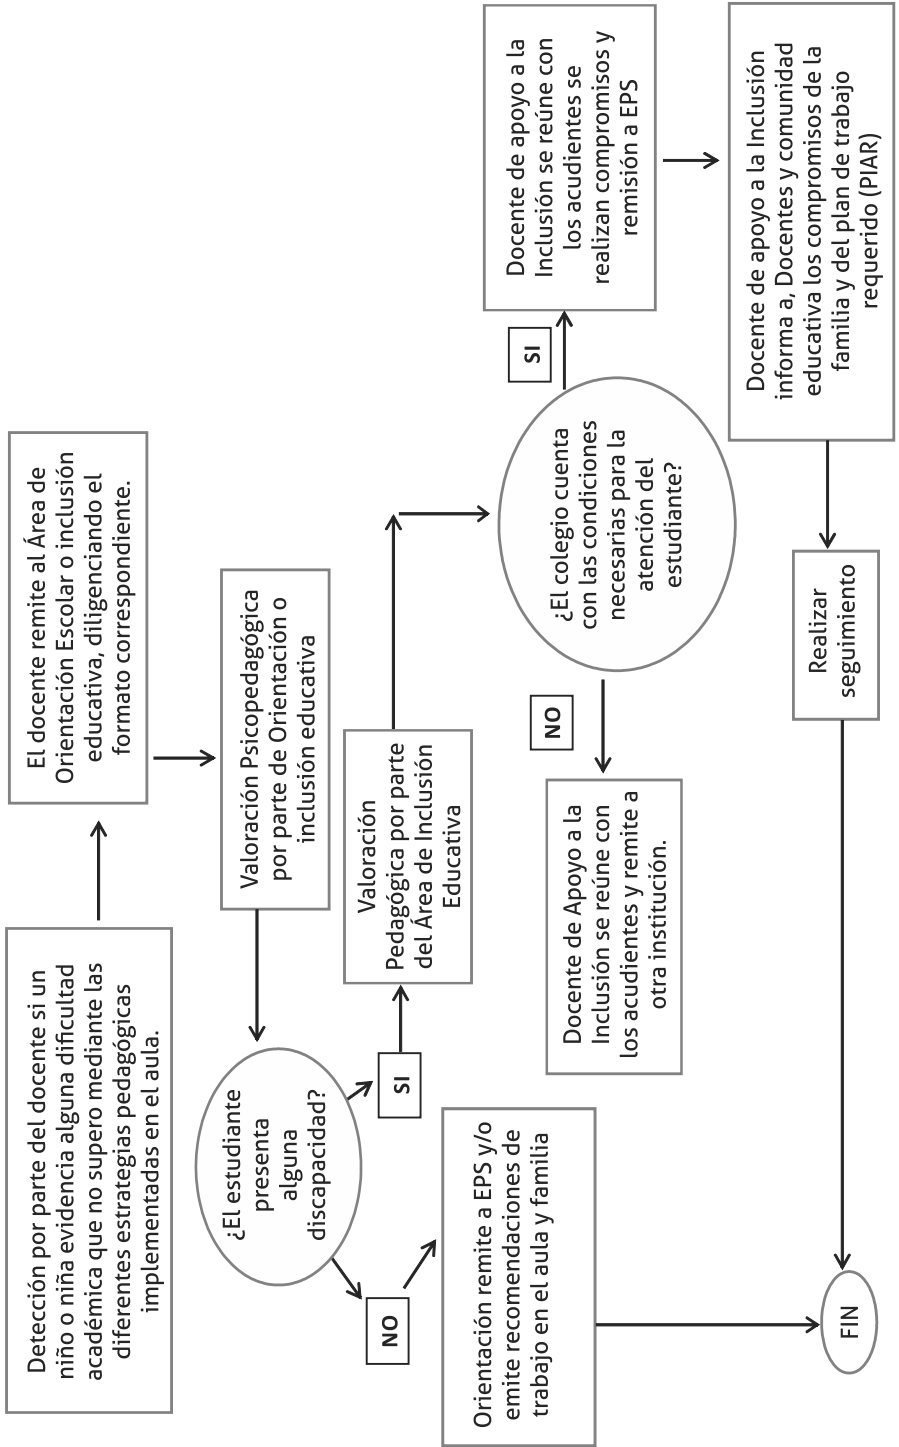 Detección por parte del docente si un
niño o niña evidencia alguna dificultad
académica que no supero mediante las
diferentes estrategias pedagógicas
implementadas en el aula.
El docente remite al Área de
Orientación Escolar o inclusión
educativa, diligenciando el
formato correspondiente.
Valoración Psicopedagógica
por parte de Orientación o
inclusión educativa
¿El estudiante
presenta
alguna
discapacidad?
NO
Orientación remite a EPS y/o
emite recomendaciones de
trabajo en el aula y familia
SI
Valoración
Pedagógica por parte
del Área de Inclusión
Educativa
¿El colegio cuenta
con las condiciones
necesarias para la
atención del
estudiante?
NO
Docente de Apoyo a la
Inclusión se reúne con
los acudientes y remite a
otra institución.
SI
Docente de apoyo a la
Inclusión se reúne con
los acudientes se
realizan compromisos y
remisión a EPS
Docente de apoyo a la Inclusión
informa a, Docentes y comunidad
educativa los compromisos de la
familia y del plan de trabajo
requerido (PIAR)
Realizar
seguimiento
FIN